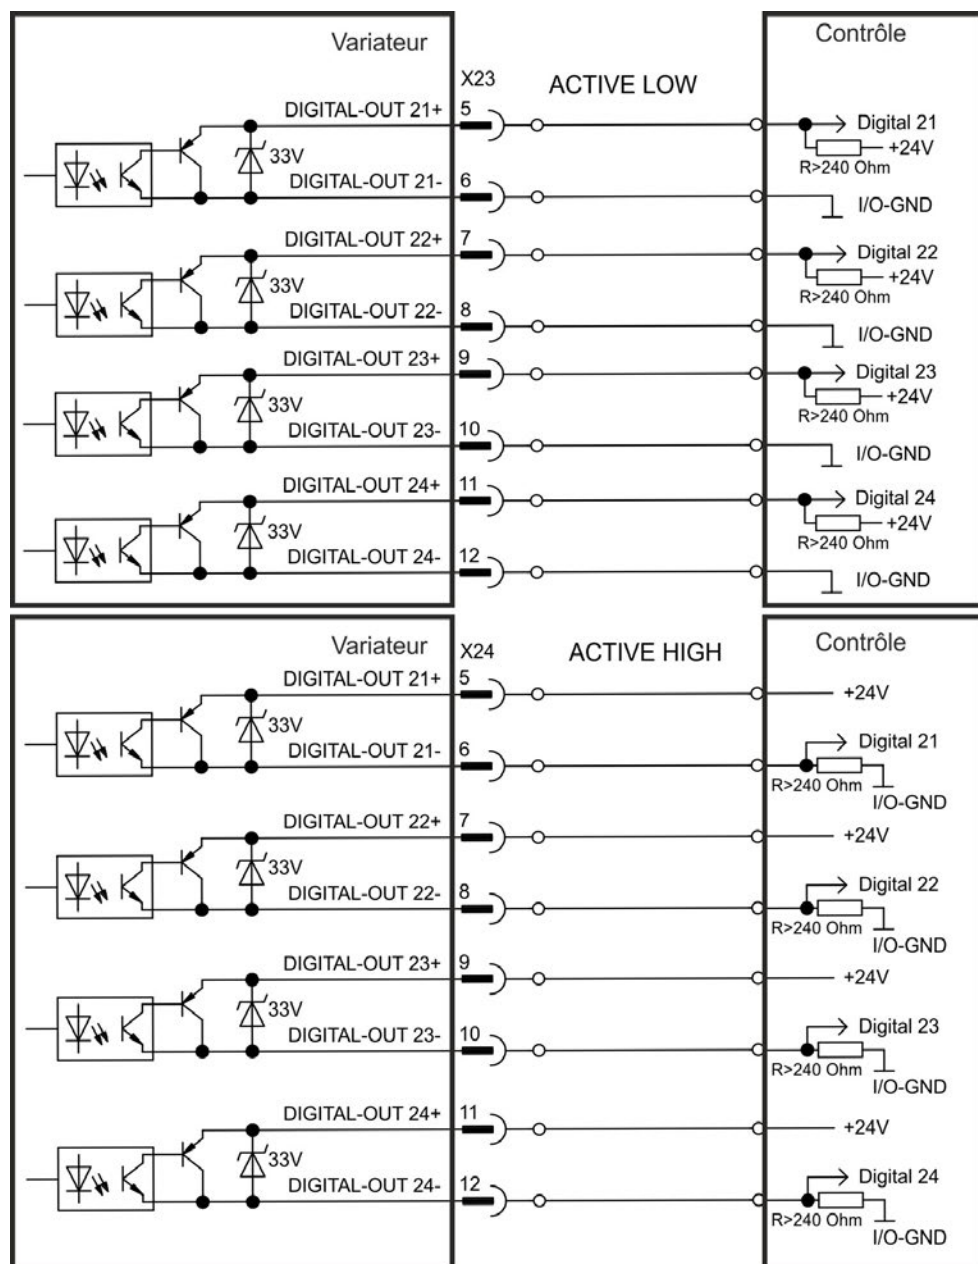 Variateur
Contrôle
X23
ACTIVE LOW
DIGITAL-OUT 21+
5
Digital 21
33V
+24V
R>240 Ohm
DIGITAL-OUT 21-
6
I/O-GND
DIGITAL-OUT 22+
7
Digital 22
33V
+24V
R>240 Ohm
DIGITAL-OUT 22-
8
I/O-GND
DIGITAL-OUT 23+
9
Digital 23
33V
+24V
R>240 Ohm
DIGITAL-OUT 23-
10
I/O-GND
DIGITAL-OUT 24+
11
Digital 24
33V
+24V
R>240 Ohm
DIGITAL-OUT 24-
12
I/O-GND
Variateur
Contrôle
X24
ACTIVE HIGH
DIGITAL-OUT 21+
5
+24V
33V
DIGITAL-OUT 21-
6
Digital 21
R>240 Ohm
I/O-GND
DIGITAL-OUT 22+
7
+24V
33V
DIGITAL-OUT 22-
8
Digital 22
R>240 Ohm
I/O-GND
DIGITAL-OUT 23+
9
+24V
33V
DIGITAL-OUT 23-
10
Digital 23
R>240 Ohm
I/O-GND
DIGITAL-OUT 24+
11
+24V
33V
DIGITAL-OUT 24-
12
Digital 24
R>240 Ohm
I/O-GND